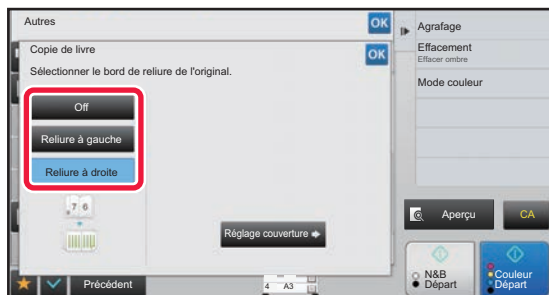 Autres
OK
Copie de livre
OK
Sélectionner le bord de reliure de l'original.
Off
Reliure à gauche
Reliure à droite
7 6
Réglage couverture
Précédent
4 A3
Agrafage
Effacement
Effacer ombre
Mode couleur
Aperçu
CA
N&B
Départ
Couleur
Départ